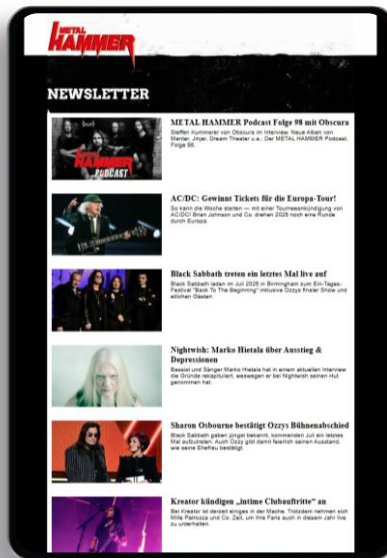 METAL
HAMMER
NEWSLETTER
METAL HAMMER
PODCAST
METAL HAMMER Podcast Folge 98 mit Obscura
Steffen Kummerer von Obscura im Interview. Neue Alben von
Mantar, Jinjer, Dream Theater u.a.: Der METAL HAMMER Podcast,
Folge 98.
AC/DC: Gewinnt Tickets für die Europa-Tour!
So kann die Woche starten — mit einer Tourneeankündigung von
AC/DC! Brian Johnson und Co. drehen 2025 noch eine Runde
durch Europa.
Black Sabbath treten ein letztes Mal live auf
Black Sabbath laden im Juli 2025 in Birmingham zum Ein-Tages-
Festival "Back To The Beginning" inklusive Ozzys finaler Show und
etlichen Gästen.
Nightwish: Marko Hietala über Ausstieg &
Depressionen
Bassist und Sänger Marko Hietala hat in einem aktuellen Interview
die Gründe rekapituliert, weswegen er bei Nightwish seinen Hut
genommen hat.
Sharon Osbourne bestätigt Ozzys Bühnenabschied
Black Sabbath gaben jüngst bekannt, kommenden Juli ein letztes
Mal aufzutreten. Auch Ozzy gibt damit feierlich seinen Ausstand,
wie seine Ehefrau bestätigt.
Kreator kündigen „intime Clubauftritte“ an
Bei Kreator ist derzeit einiges in der Mache. Trotzdem nehmen sich
Mille Petrozza und Co. Zeit, um ihre Fans auch in diesem Jahr live
zu unterhalten.